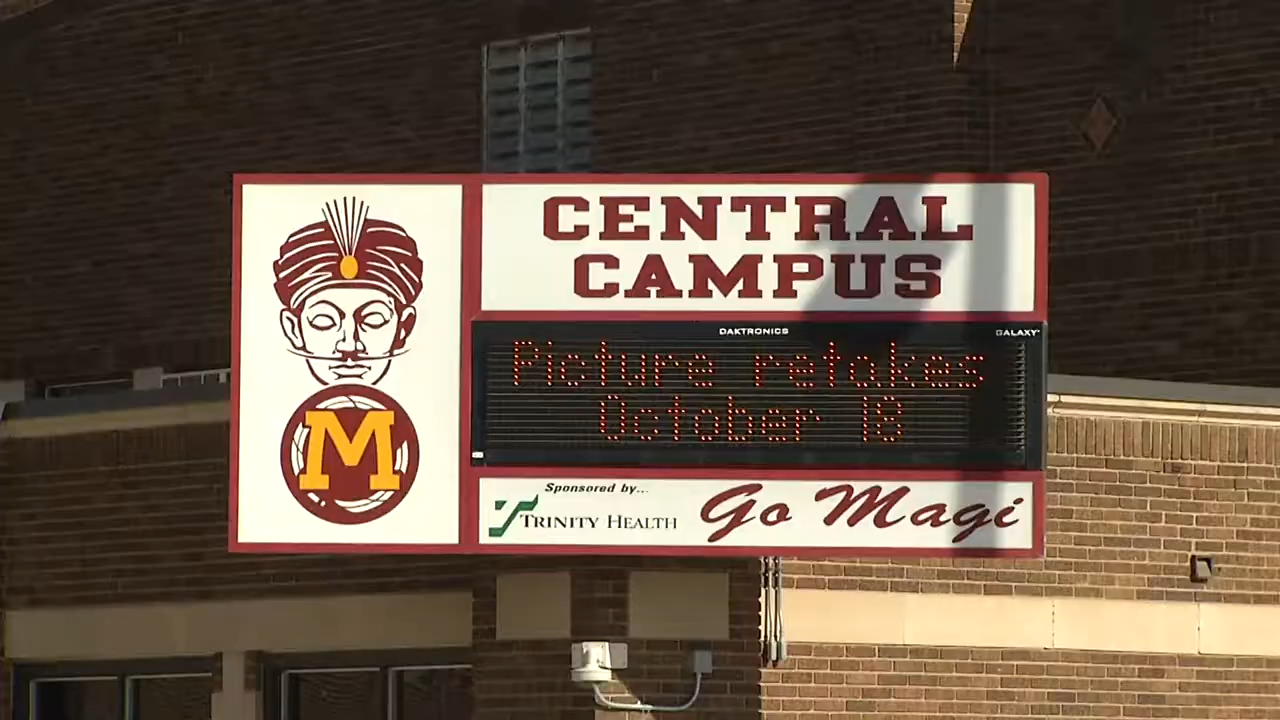 CENTRAL
CAMPUS
DAKTRONICS
GALAXY
Picture retakes
October 18
M
Sponsored by...
TRINITY HEALTH
Go Magi